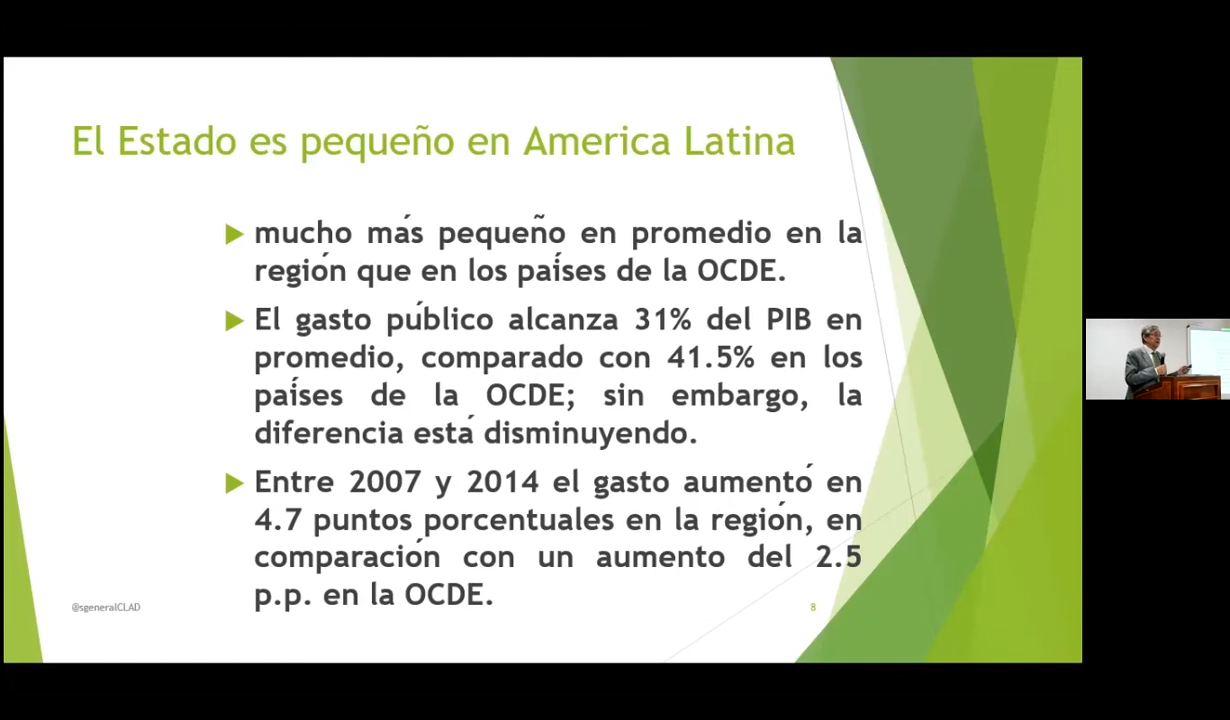 El Estado es pequeño en America Latina
mucho más pequeño en promedio en la
región que en los países de la OCDE.
El gasto público alcanza 31% del PIB en
promedio, comparado con 41.5% en los
países de la OCDE; sin embargo, la
diferencia está disminuyendo.
Entre 2007 y 2014 el gasto aumentó en
4.7 puntos porcentuales en la región, en
comparación con un aumento del 2.5
p.p. en la OCDE.
@sgeneralCLAD
8